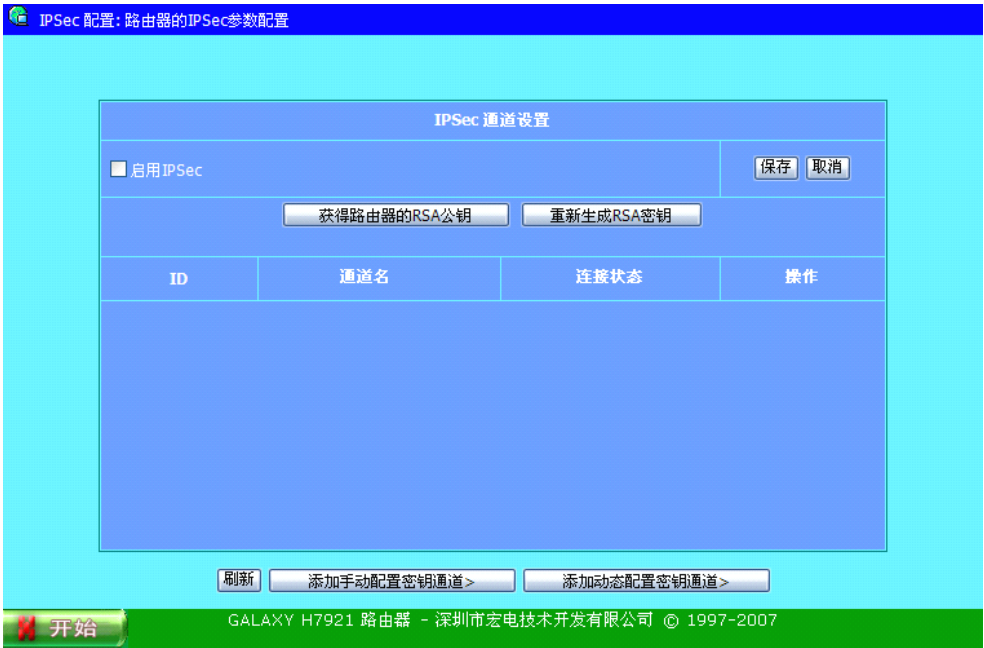 IPSec 配置: 路由器的IPSec参数配置
IPSec 通道设置
启用IPSec 保存 取消
获得路由器的RSA公钥 重新生成RSA密钥
ID 通道名 连接状态 操作
刷新 添加手动配置密钥通道> 添加动态配置密钥通道>
开始 GALAXY H7921 路由器 - 深圳市宏电技术开发有限公司 © 1997-2007